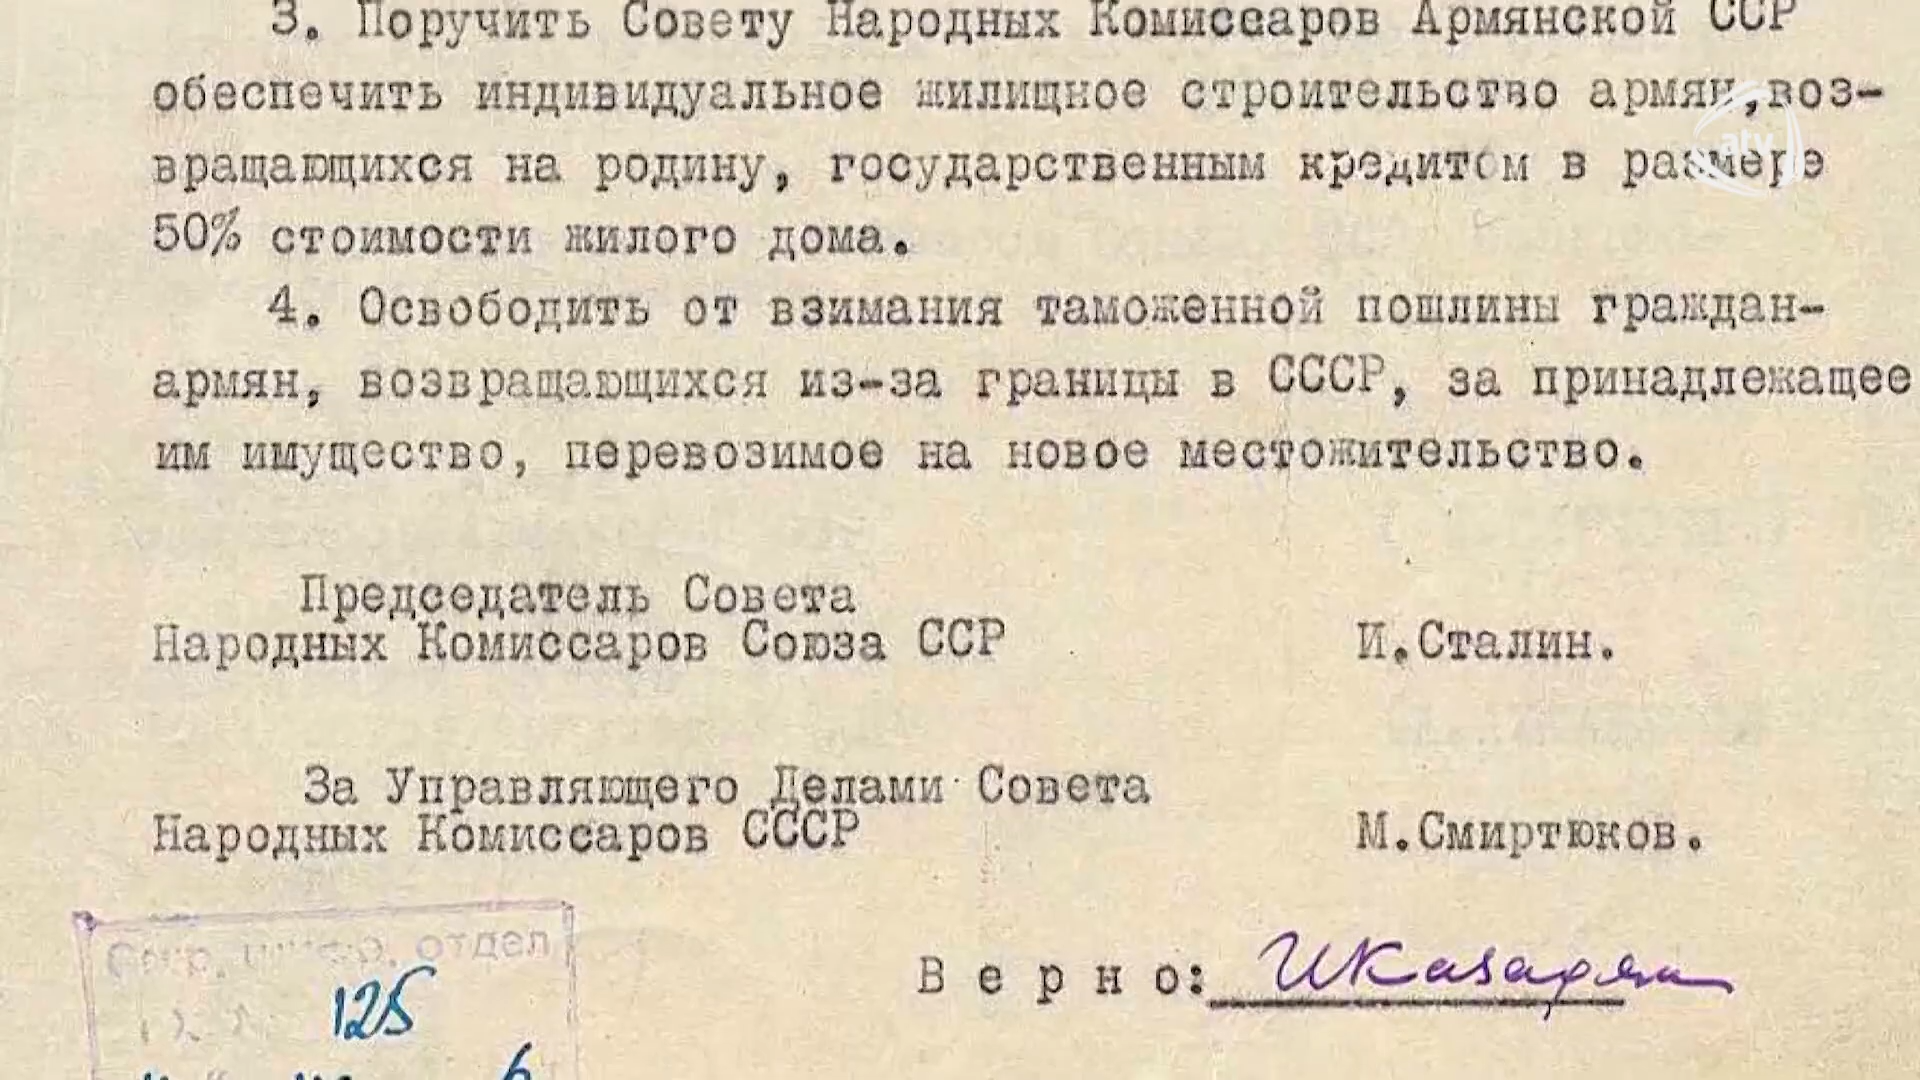 3. Поручить Совету Народных Комиссаров Армянской ССР
обеспечить индивидуальное жилищное строительство армян,воз-
atv
вращающихся на родину, государственным кредитом в размере
50% стоимости жилого дома.
4. Освободить от взимания таможенной пошлины граждан-
армян, возвращающихся из-за границы в СССР, за принадлежащее
им имущество, перевозимое на новое местожительство.
Председатель Совета
Народных Комиссаров Союза ССР
И.Сталин.
За Управляющего Делами Совета
Народных Комиссаров СССР
М.Смиртюков.
отдел
125
Верно: